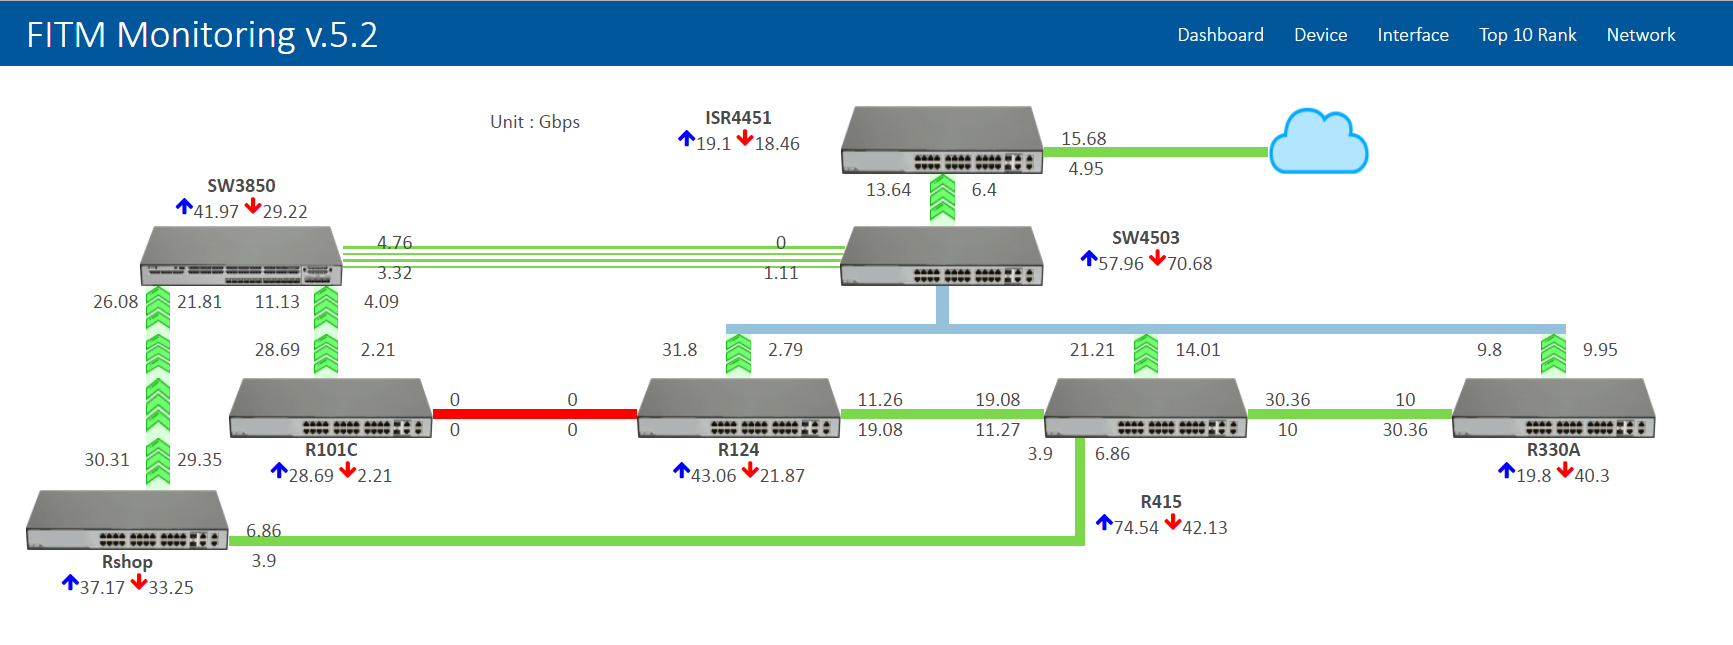 FITM Monitoring v.5.2
Dashboard Device Interface Top 10 Rank Network
Unit : Gbps
ISR4451
19.1 18.46
15.68
4.95
13.64 6.4
SW3850
41.97 29.22
4.76 0
3.32 1.11
SW4503
57.96 70.68
26.08 21.81 11.13 4.09
28.69 2.21
31.8 2.79
21.21 14.01
9.8 9.95
0 0
0 0
11.26 19.08
19.08 11.27
30.36 10
10 30.36
R101C
28.69 2.21
R124
43.06 21.87
3.9 6.86
R330A
19.8 40.3
30.31 29.35
R415
74.54 42.13
6.86
3.9
Rshop
37.17 33.25